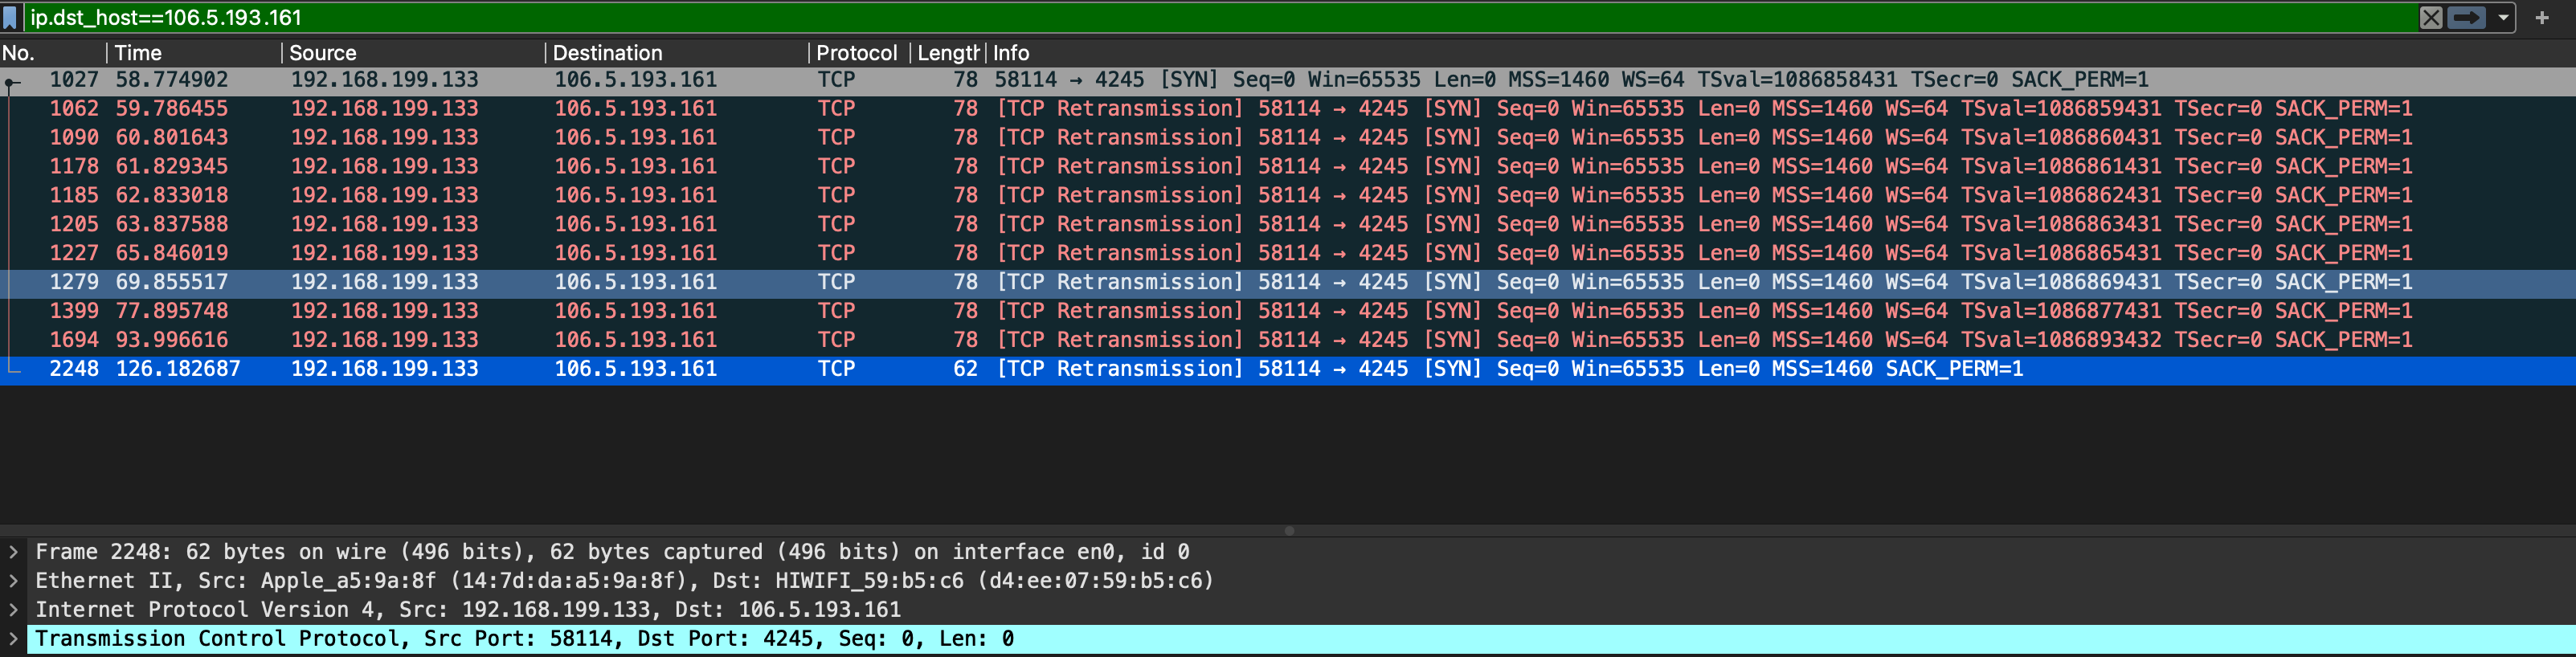 ip.dst_host==106.5.193.161
No. Time Source Destination Protocol Length Info
1027 58.774902 192.168.199.133 106.5.193.161 TCP 78 58114 → 4245 [SYN] Seq=0 Win=65535 Len=0 MSS=1460 WS=64 TSval=1086858431 TSecr=0 SACK_PERM=1
1062 59.786455 192.168.199.133 106.5.193.161 TCP 78 [TCP Retransmission] 58114 → 4245 [SYN] Seq=0 Win=65535 Len=0 MSS=1460 WS=64 TSval=1086859431 TSecr=0 SACK_PERM=1
1090 60.801643 192.168.199.133 106.5.193.161 TCP 78 [TCP Retransmission] 58114 → 4245 [SYN] Seq=0 Win=65535 Len=0 MSS=1460 WS=64 TSval=1086860431 TSecr=0 SACK_PERM=1
1178 61.829345 192.168.199.133 106.5.193.161 TCP 78 [TCP Retransmission] 58114 → 4245 [SYN] Seq=0 Win=65535 Len=0 MSS=1460 WS=64 TSval=1086861431 TSecr=0 SACK_PERM=1
1185 62.833018 192.168.199.133 106.5.193.161 TCP 78 [TCP Retransmission] 58114 → 4245 [SYN] Seq=0 Win=65535 Len=0 MSS=1460 WS=64 TSval=1086862431 TSecr=0 SACK_PERM=1
1205 63.837588 192.168.199.133 106.5.193.161 TCP 78 [TCP Retransmission] 58114 → 4245 [SYN] Seq=0 Win=65535 Len=0 MSS=1460 WS=64 TSval=1086863431 TSecr=0 SACK_PERM=1
1227 65.846019 192.168.199.133 106.5.193.161 TCP 78 [TCP Retransmission] 58114 → 4245 [SYN] Seq=0 Win=65535 Len=0 MSS=1460 WS=64 TSval=1086865431 TSecr=0 SACK_PERM=1
1279 69.855517 192.168.199.133 106.5.193.161 TCP 78 [TCP Retransmission] 58114 → 4245 [SYN] Seq=0 Win=65535 Len=0 MSS=1460 WS=64 TSval=1086869431 TSecr=0 SACK_PERM=1
1399 77.895748 192.168.199.133 106.5.193.161 TCP 78 [TCP Retransmission] 58114 → 4245 [SYN] Seq=0 Win=65535 Len=0 MSS=1460 WS=64 TSval=1086877431 TSecr=0 SACK_PERM=1
1694 93.996616 192.168.199.133 106.5.193.161 TCP 78 [TCP Retransmission] 58114 → 4245 [SYN] Seq=0 Win=65535 Len=0 MSS=1460 WS=64 TSval=1086893432 TSecr=0 SACK_PERM=1
2248 126.182687 192.168.199.133 106.5.193.161 TCP 62 [TCP Retransmission] 58114 → 4245 [SYN] Seq=0 Win=65535 Len=0 MSS=1460 SACK_PERM=1
Frame 2248: 62 bytes on wire (496 bits), 62 bytes captured (496 bits) on interface en0, id 0
Ethernet II, Src: Apple_a5:9a:8f (14:7d:da:a5:9a:8f), Dst: HIWIFI_59:b5:c6 (d4:ee:07:59:b5:c6)
Internet Protocol Version 4, Src: 192.168.199.133, Dst: 106.5.193.161
Transmission Control Protocol, Src Port: 58114, Dst Port: 4245, Seq: 0, Len: 0